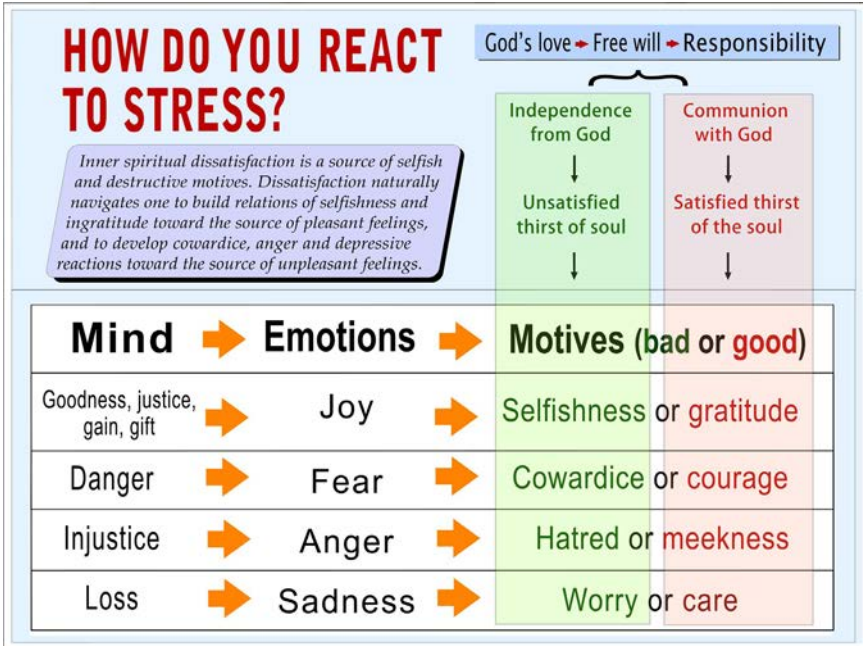 HOW DO YOU REACT
TO STRESS?
Inner spiritual dissatisfaction is a source of selfish
and destructive motives. Dissatisfaction naturally
navigates one to build relations of selfishness and
ingratitude toward the source of pleasant feelings,
and to develop cowardice, anger and depressive
reactions toward the source of unpleasant feelings.
God's love Free will Responsibility
Independence
from God
Unsatisfied
thirst of soul
Communion
with God
Satisfied thirst
of the soul
Mind Emotions Motives (bad or good)
Goodness, justice,
gain, gift
Joy Selfishness or gratitude
Danger Fear Cowardice or courage
Injustice Anger Hatred or meekness
Loss Sadness Worry or care